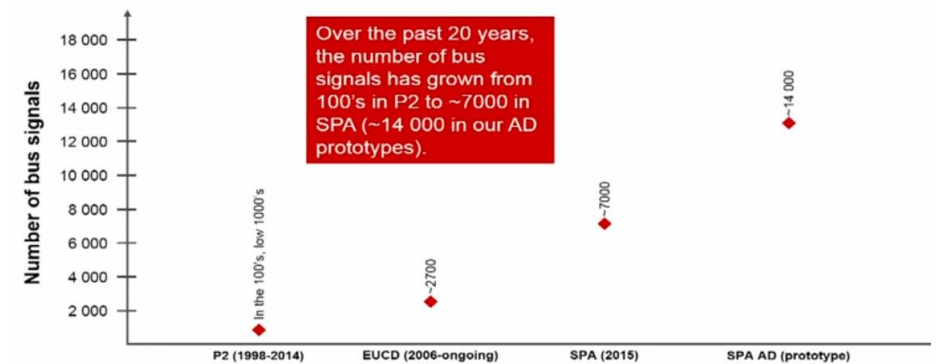 Number of bus signals
18 000
16 000
14 000
12 000
10 000
8 000
6 000
4 000
2 000
Over the past 20 years,
the number of bus
signals has grown from
100's in P2 to ~7000 in
SPA (~14 000 in our AD
prototypes).
In the 100's, low 1000's
~2700
~7000
~14 000
P2 (1998-2014)
EUCD (2006-ongoing)
SPA (2015)
SPA AD (prototype)